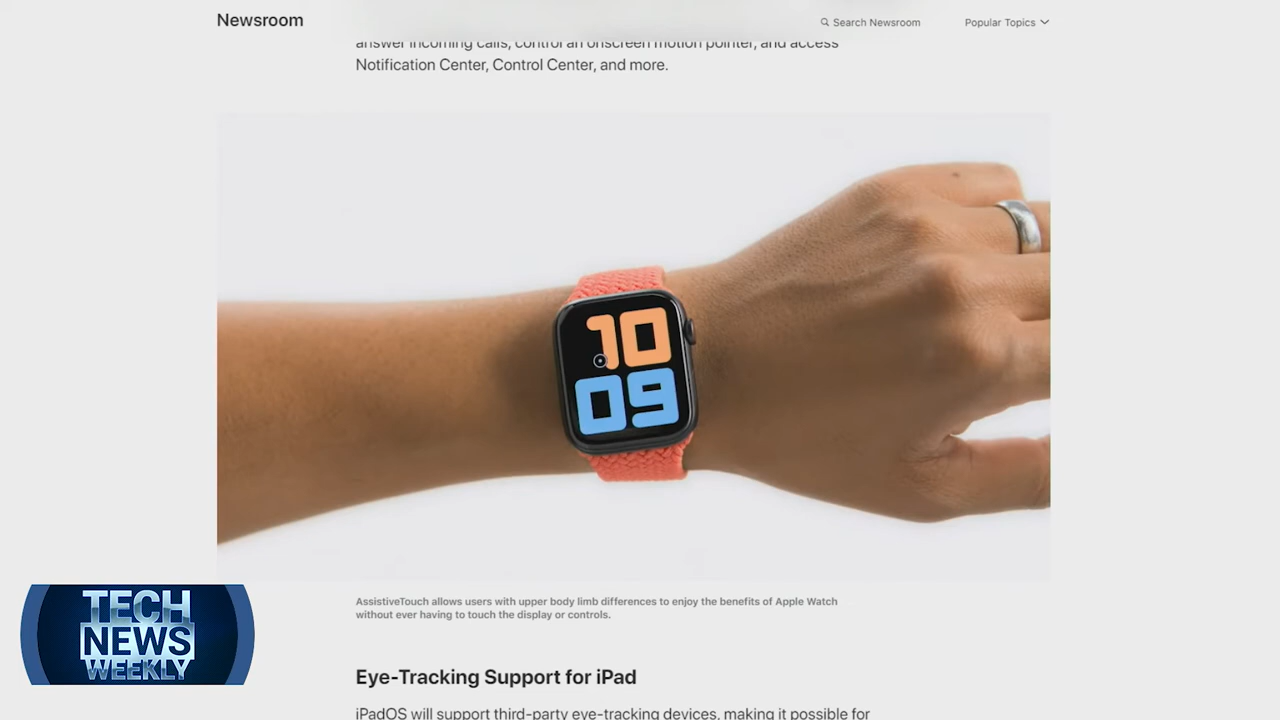 Newsroom
Search Newsroom
Popular Topics
answer incoming calls, control an onscreen motion pointer, and access
Notification Center, Control Center, and more.
10
09
AssistiveTouch allows users with upper body limb differences to enjoy the benefits of Apple Watch
without ever having to touch the display or controls.
TECH
NEWS
WEEKLY
Eye-Tracking Support for iPad
iPadOS will support third-party eye-tracking devices, making it possible for